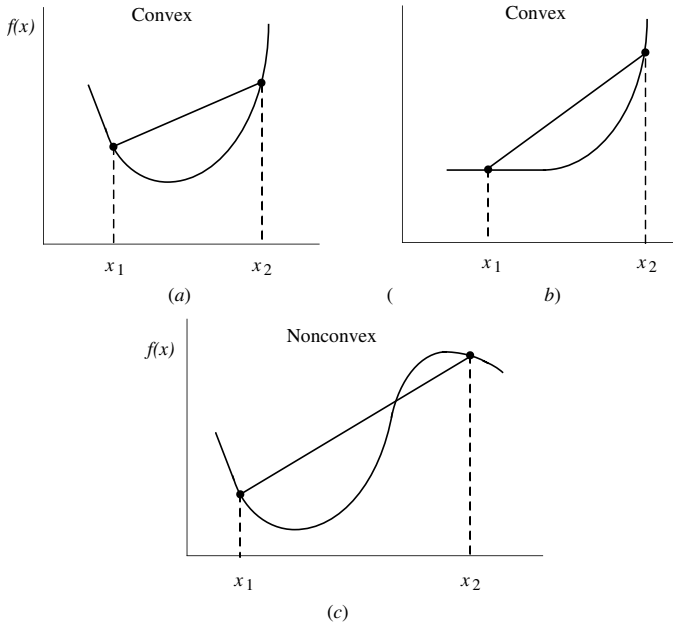 Convex
f(x)
x1
x2
(a)
Convex
x1
x2
( b)
Nonconvex
f(x)
x1
x2
(c)